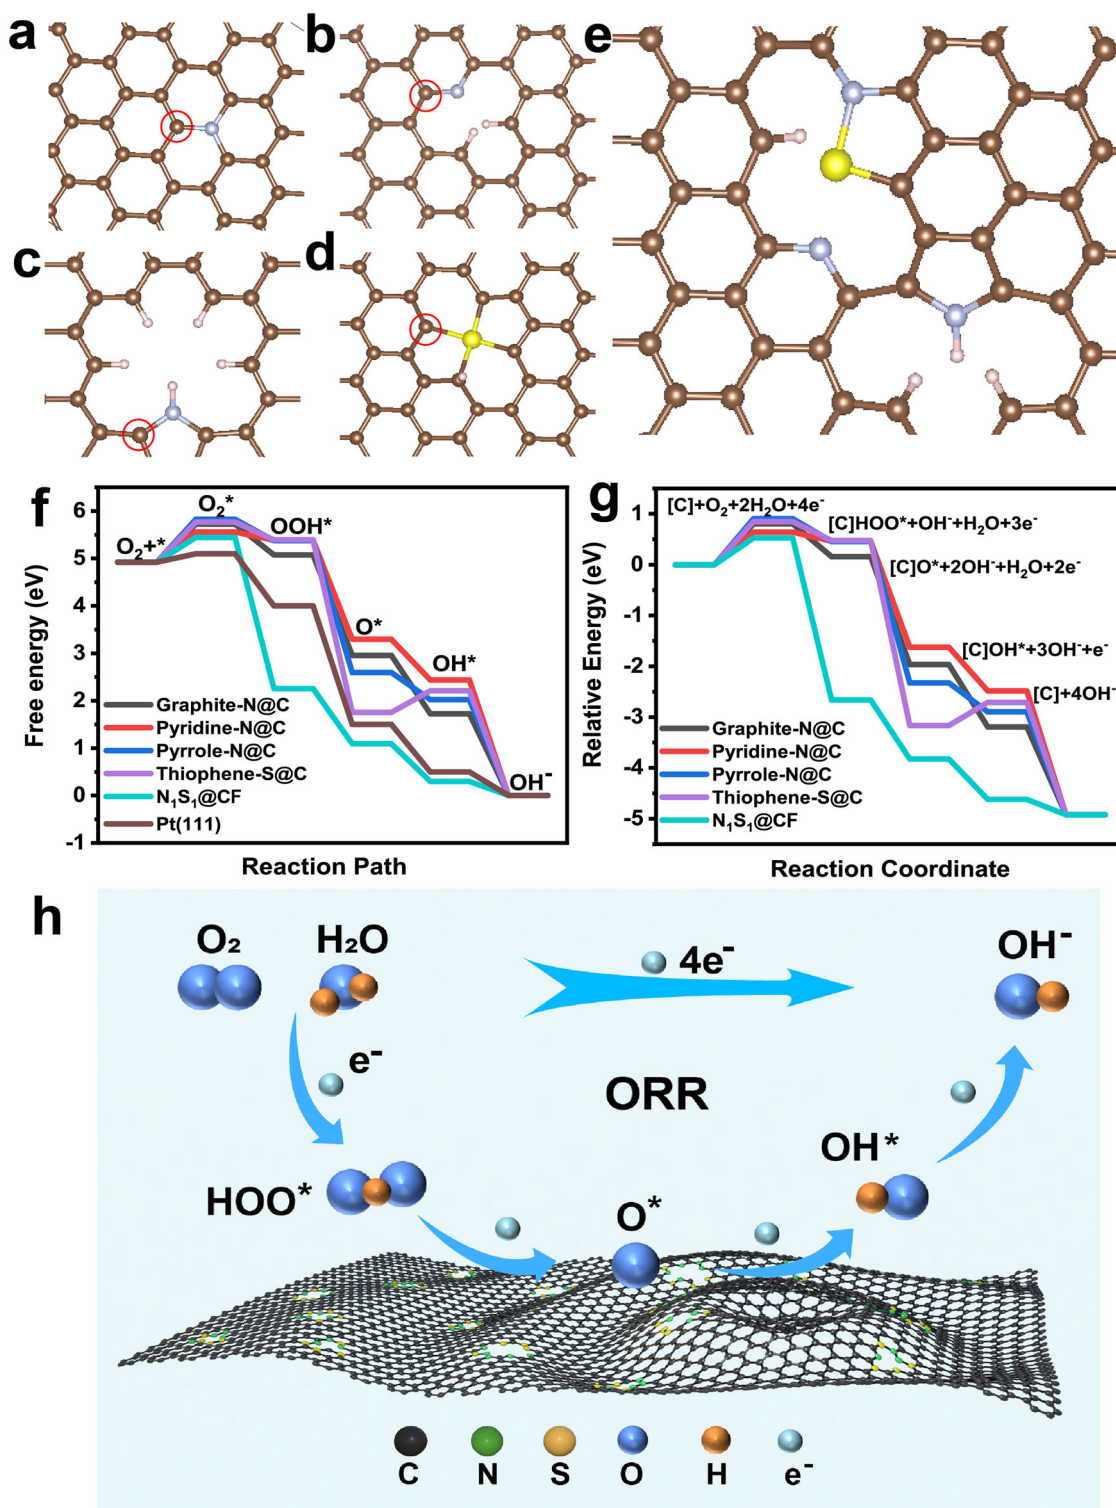 a
b
e
c
d
f
O₂+*
O₂*
OOH*
O*
OH*
OH⁻
6
5
4
3
2
1
0
-1
Free energy (eV)
Graphite-N@C
Pyridine-N@C
Pyrrole-N@C
Thiophene-S@C
N₁S₁@CF
Pt(111)
Reaction Path
g
[C]+O₂+2H₂O+4e⁻
[C]HOO*+OH⁻+H₂O+3e⁻
[C]O*+2OH⁻+H₂O+2e⁻
[C]OH*+3OH⁻+e⁻
[C]+4OH⁻
1
0
-1
-2
-3
-4
-5
Relative Energy (eV)
Graphite-N@C
Pyridine-N@C
Pyrrole-N@C
Thiophene-S@C
N₁S₁@CF
Reaction Coordinate
h
O₂
H₂O
4e⁻
OH⁻
e⁻
ORR
HOO*
O*
OH*
C N S O H e⁻